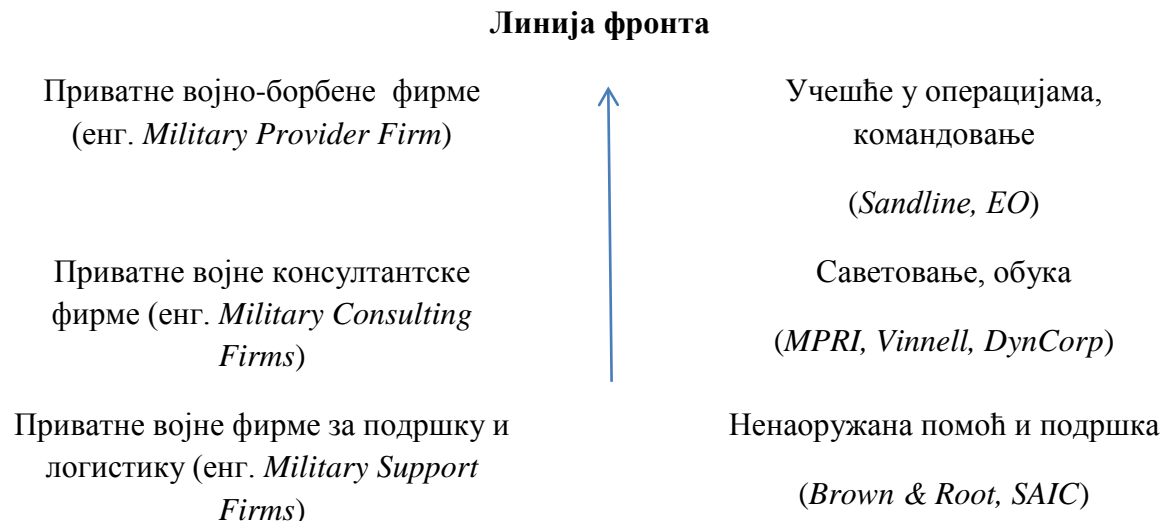 Линија фронта
Приватне војно-борбене фирме
(енг. Military Provider Firm)
Учешће у операцијама,
командовање
(Sandline, EO)
Приватне војне консултантске
фирме (енг. Military Consulting
Firms)
Саветовање, обука
(MPRI, Vinnell, DynCorp)
Приватне војне фирме за подршку и
логистику (енг. Military Support
Firms)
Ненаоружана помоћ и подршка
(Brown & Root, SAIC)